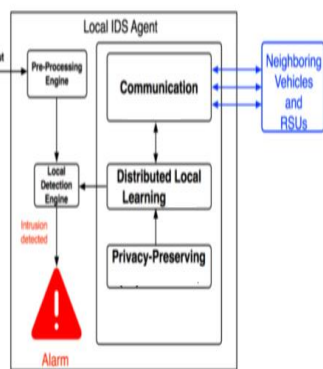 Local IDS Agent
ut
Pre-Processing
Engine
Communication
Neighboring
Vehicles
and
RSUs
Local
Detection
Engine
Distributed Local
Learning
Intrusion
detected
Privacy-Preserving
Alarm